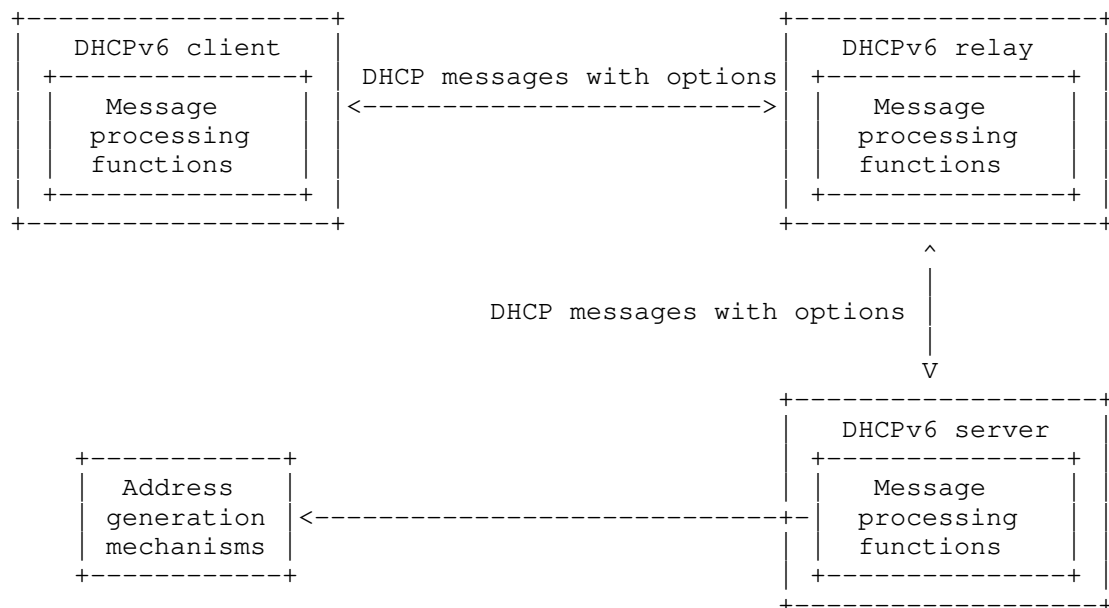 DHCPv6 client
Message
processing
functions
DHCP messages with options
DHCPv6 relay
Message
processing
functions
DHCP messages with options
DHCPv6 server
Message
processing
functions
Address
generation
mechanisms